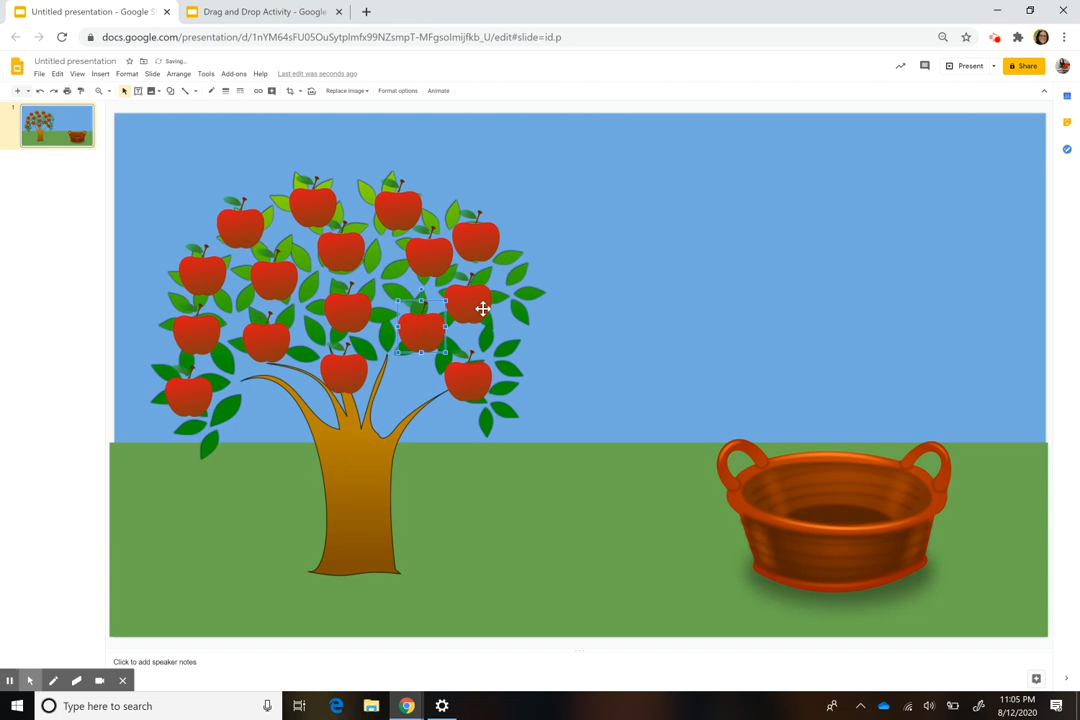 Untitled presentation - Google S
Drag and Drop Activity - Google
docs.google.com/presentation/d/1nYM64sFU05OuSytplmfx99NZsmpT-MFgsoImijfkb_U/edit#slide=id.p
Untitled presentation
Saving...
File Edit View Insert Format Slide Arrange Tools Add-ons Help Last edit was seconds ago
Present
Share
Replace image Format options Animate
1
Click to add speaker notes
Type here to search
11:05 PM
8/12/2020